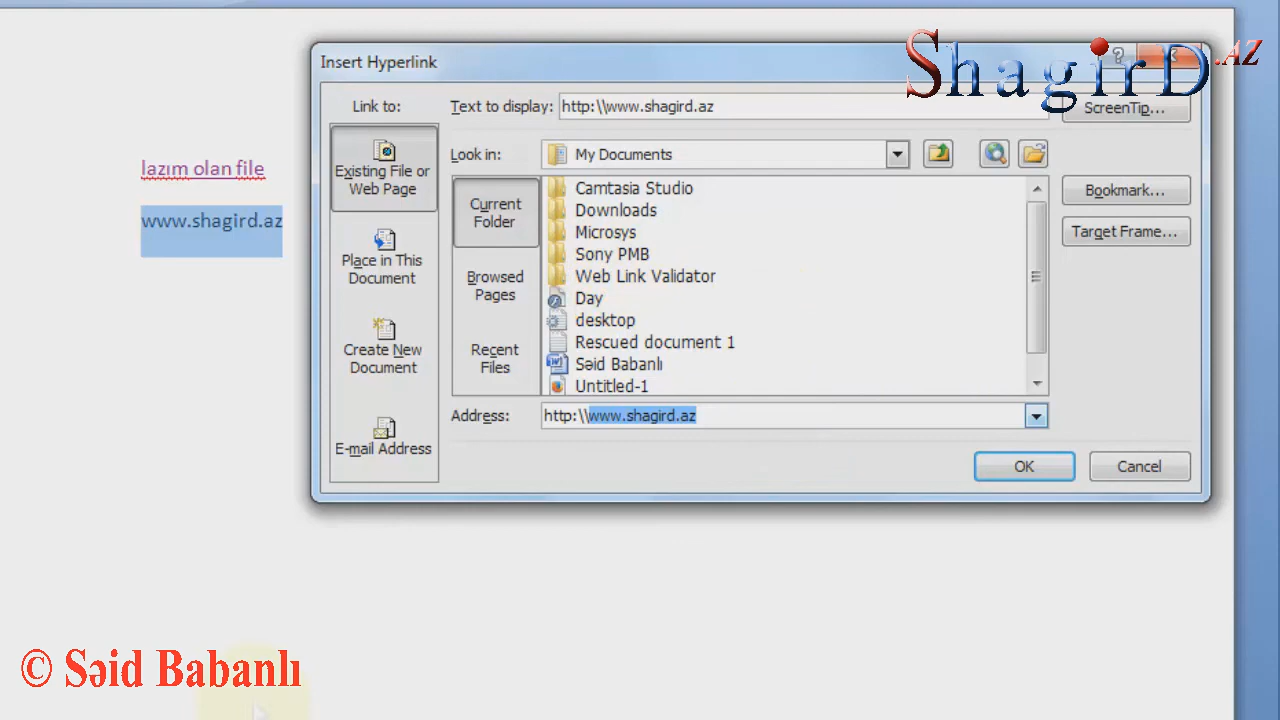 ShagirD.AZ
Insert Hyperlink
?
Link to:
Text to display:
http:\\www.shagird.az
ScreenTip...
Existing File or
Web Page
Look in:
My Documents
lazım olan file
www.shagird.az
Current
Folder
Camtasia Studio
Downloads
Microsys
Sony PMB
Web Link Validator
Day
desktop
Rescued document 1
Səid Babanlı
Untitled-1
Bookmark...
Target Frame...
Place in This
Document
Browsed
Pages
Create New
Document
Recent
Files
E-mail Address
Address:
http:\\www.shagird.az
OK
Cancel
© Səid Babanlı